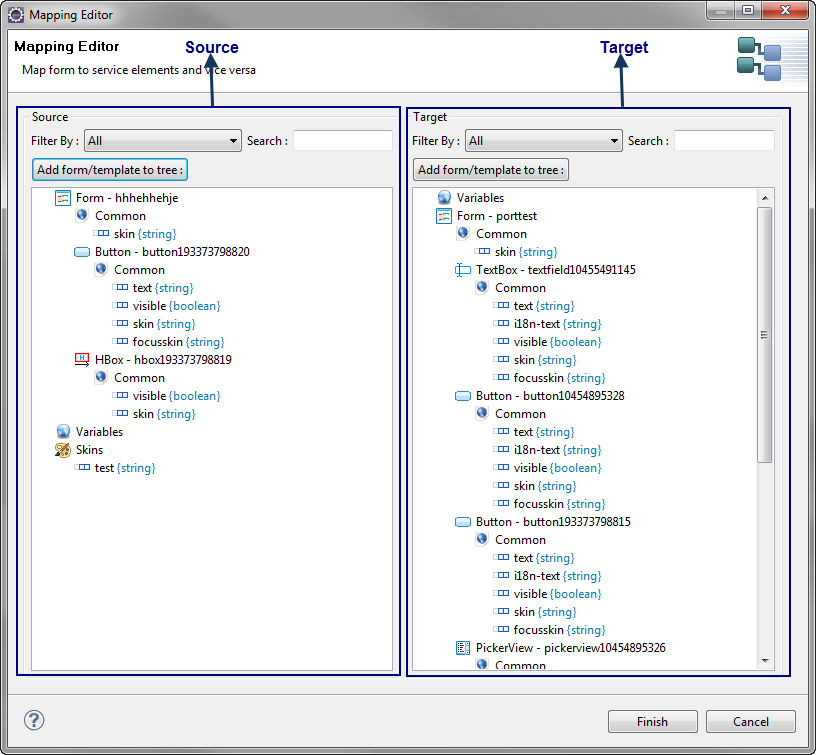 Mapping Editor
Mapping Editor
Source
Target
Map form to service elements and vice versa
Source
Filter By : All Search :
Add form/template to tree :
Form - hhhehhehje
Common
skin {string}
Button - button193373798820
Common
text {string}
visible {boolean}
skin {string}
focusskin {string}
HBox - hbox193373798819
Common
visible {boolean}
skin {string}
Variables
Skins
test {string}
Target
Filter By : All Search :
Add form/template to tree :
Variables
Form - porttest
Common
skin {string}
TextBox - textfield10455491145
Common
text {string}
i18n-text {string}
visible {boolean}
skin {string}
focusskin {string}
Button - button10454895328
Common
text {string}
i18n-text {string}
visible {boolean}
skin {string}
focusskin {string}
Button - button193373798815
Common
text {string}
i18n-text {string}
visible {boolean}
skin {string}
focusskin {string}
PickerView - pickerview10454895326
Common
?
Finish
Cancel